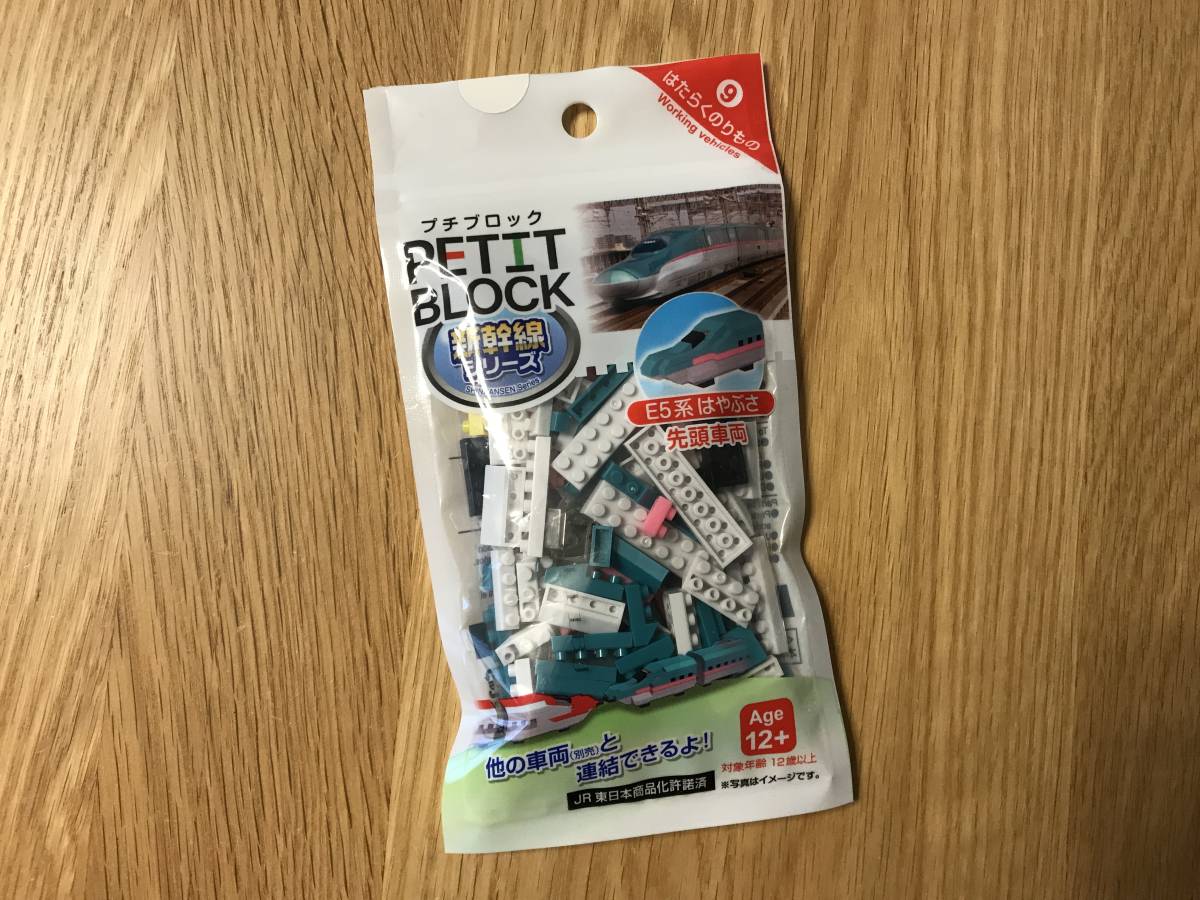 9
はたらくのりもの
Working vehicles
プチブロック
PETIT
BLOCK
新幹線
シリーズ
SHINKANSEN Series
E5系 はやぶさ
先頭車両
他の車両(別売)と
連結できるよ!
JR東日本商品化許諾済
Age
12+
対象年齢 12歳以上
※写真はイメージです。